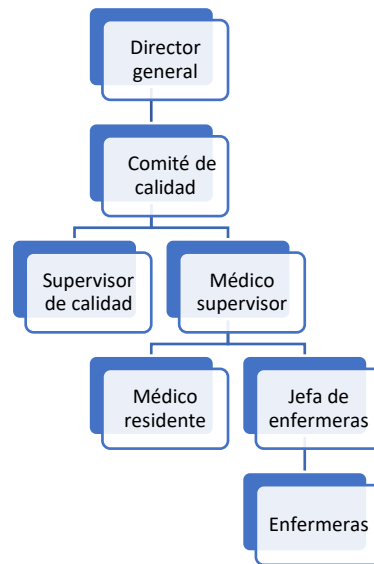 Director
general
Comité de
calidad
Supervisor
de calidad
Médico
supervisor
Médico
residente
Jefa de
enfermeras
Enfermeras